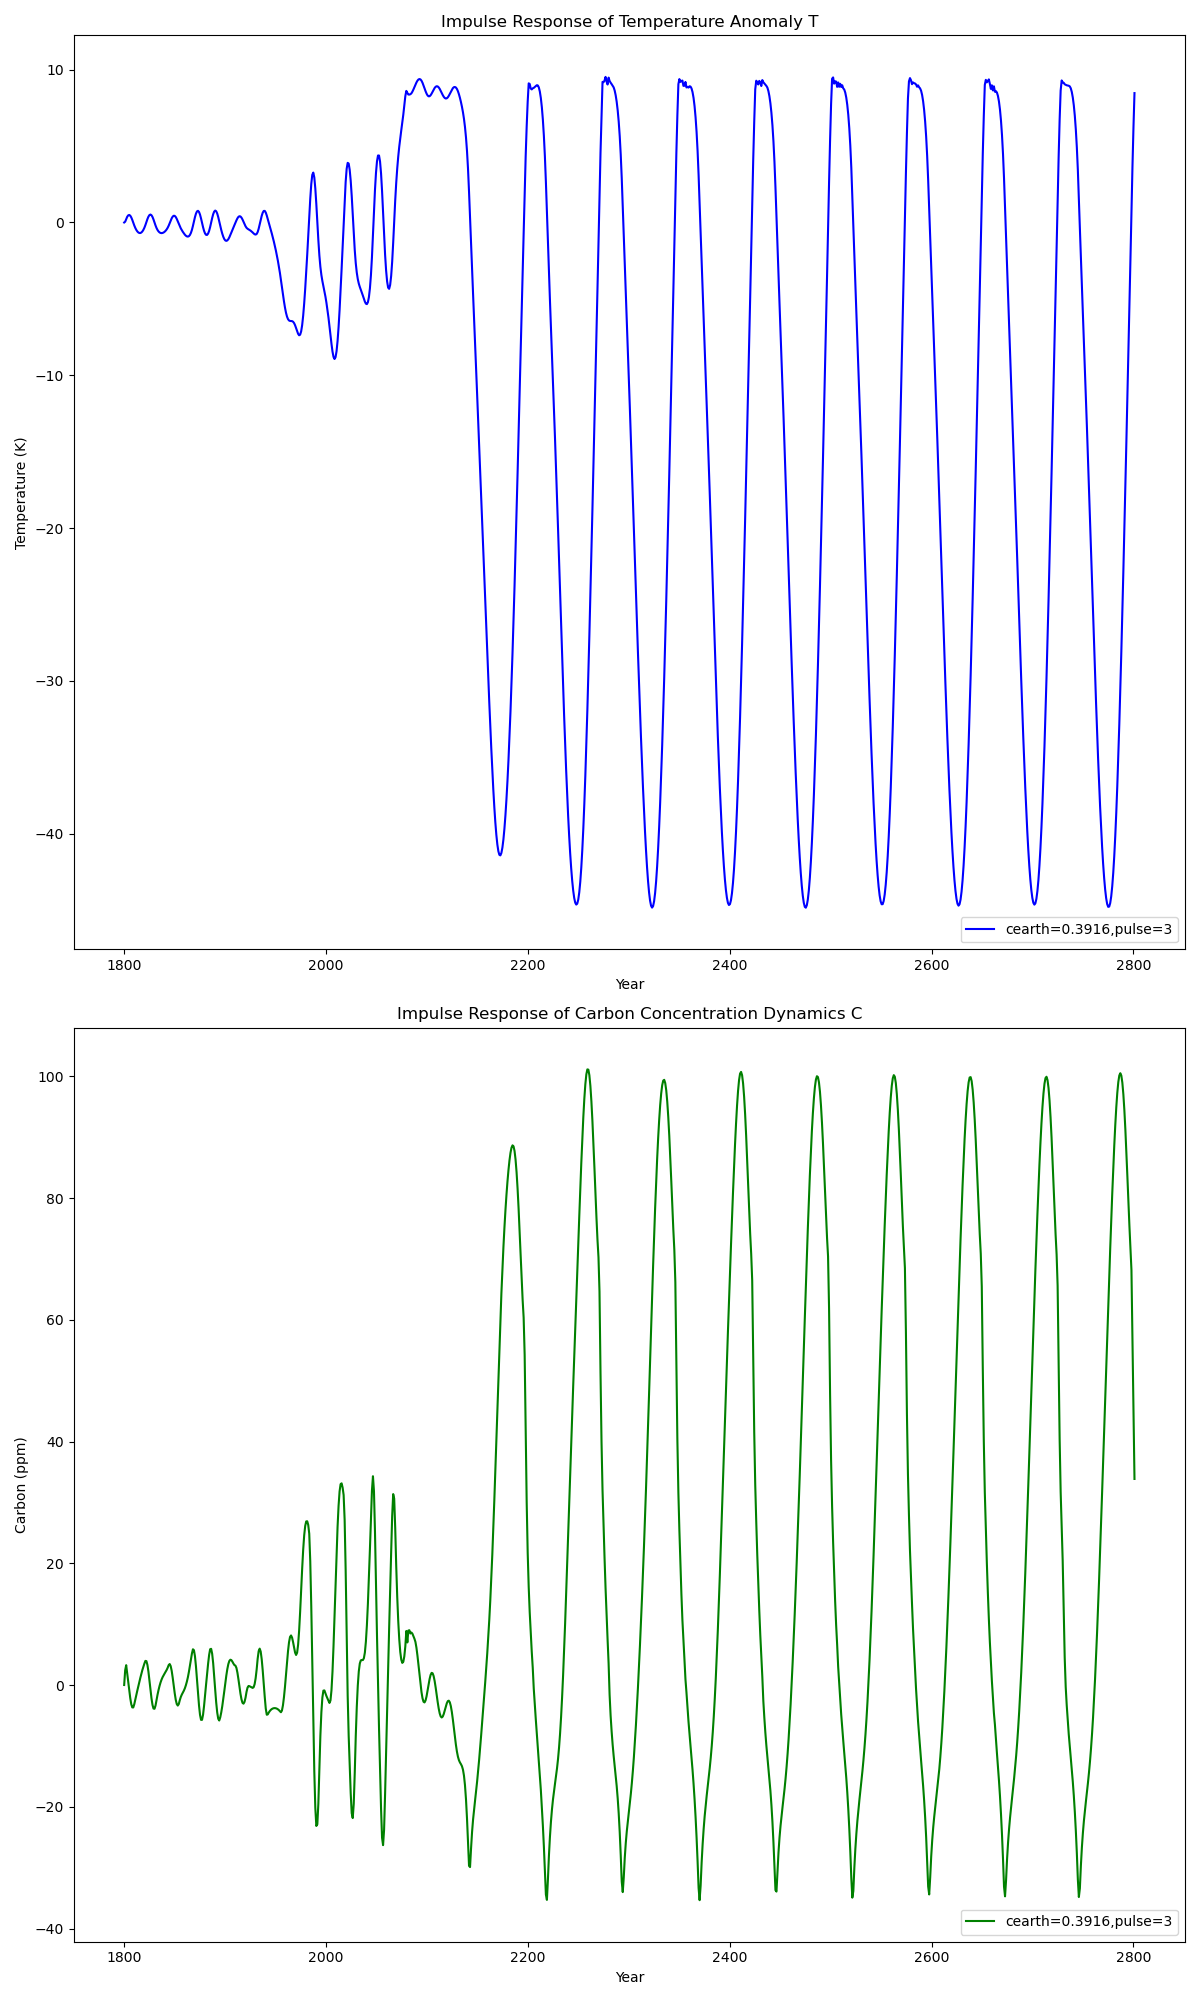 Impulse Response of Temperature Anomaly T
10
0
−10
−20
−30
−40
Temperature (K)
cearth=0.3916,pulse=3
1800 2000 2200 2400 2600 2800
Year
Impulse Response of Carbon Concentration Dynamics C
100
80
60
40
20
0
−20
−40
Carbon (ppm)
cearth=0.3916,pulse=3
1800 2000 2200 2400 2600 2800
Year